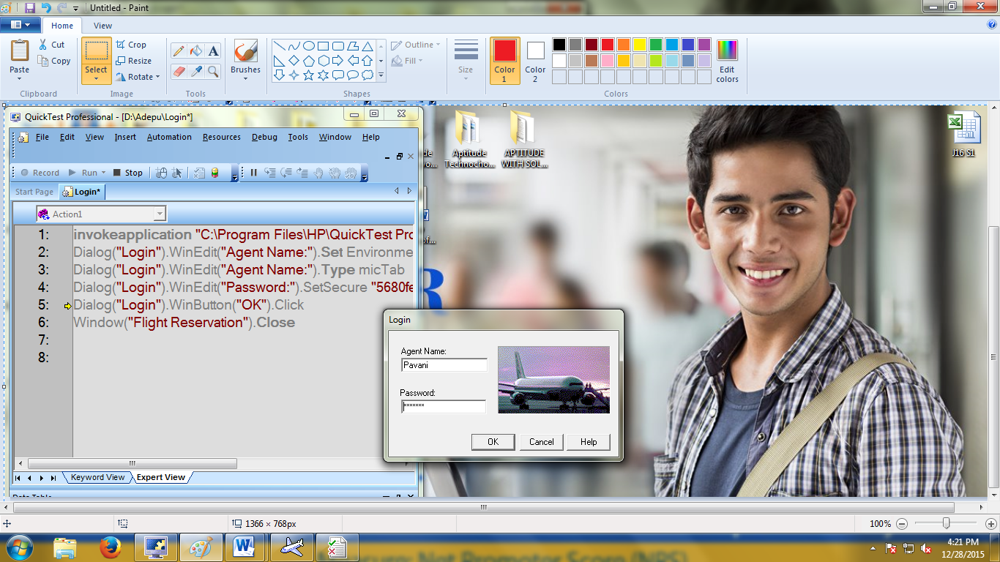 Untitled - Paint
Home
View
Paste
Cut
Copy
Clipboard
Select
Crop
Resize
Rotate
Image
Tools
Brushes
Shapes
Outline
Fill
Size
Color
1
Color
2
Edit
colors
Colors
QuickTest Professional - [D:\Adepu\Login*]
File Edit View Insert Automation Resources Debug Tools Window Help
Record Run Stop
Start Page Login*
Action1
1: invokeapplication "C:\Program Files\HP\QuickTest Pro
2: Dialog("Login").WinEdit("Agent Name:").Set Environme
3: Dialog("Login").WinEdit("Agent Name:").Type micTab
4: Dialog("Login").WinEdit("Password:").SetSecure "5680fe
5: Dialog("Login").WinButton("OK").Click
6: Window("Flight Reservation").Close
7:
8:
Keyword View Expert View
Data Table
Aptitude
Technocho...
APTITUDE
WITH SOL...
J16 S1
R
Login
Agent Name:
Pavani
Password:
*******
OK Cancel Help
1366 × 768px
100%
4:21 PM
12/28/2015
Net Promoter Score (NPS)